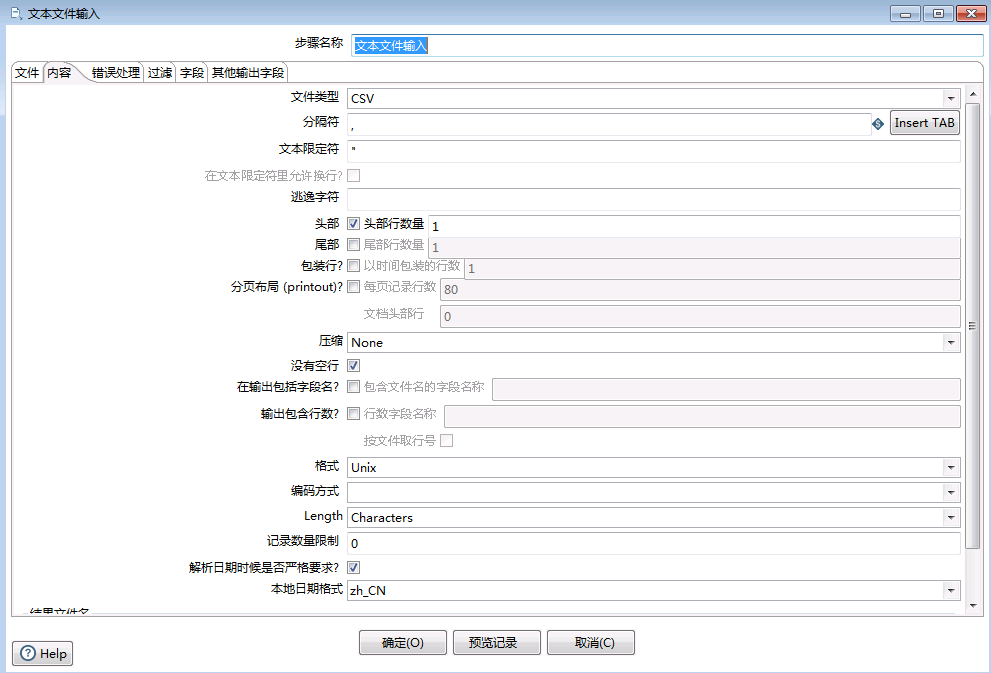 文本文件输入
步骤名称 文本文件输入
文件 内容 错误处理 过滤 字段 其他输出字段
文件类型 CSV
分隔符 , Insert TAB
文本限定符 "
在文本限定符里允许换行?
逃逸字符
头部 头部行数量 1
尾部 尾部行数量 1
包装行? 以时间包装的行数 1
分页布局 (printout)? 每页记录行数 80
文档头部行 0
压缩 None
没有空行
在输出包括字段名? 包含文件名的字段名称
输出包含行数? 行数字段名称
按文件取行号
格式 Unix
编码方式
Length Characters
记录数量限制 0
解析日期时候是否严格要求?
本地日期格式 zh_CN
结果文件名
确定(O) 预览记录 取消(C)
Help